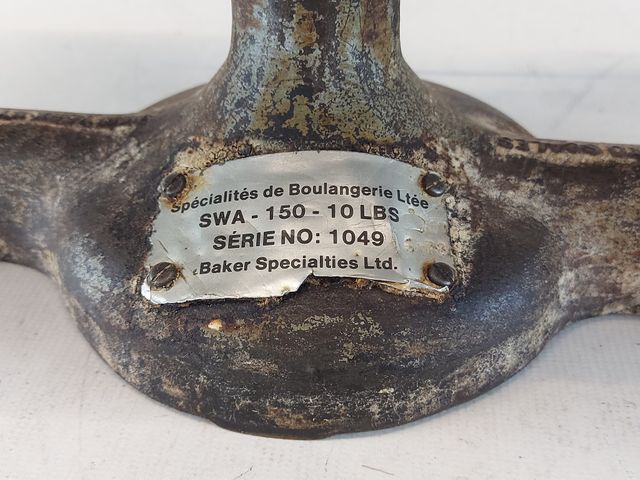 Spécialités de Boulangerie Ltée
SWA - 150 - 10 LBS
SÉRIE NO: 1049
Baker Specialties Ltd.